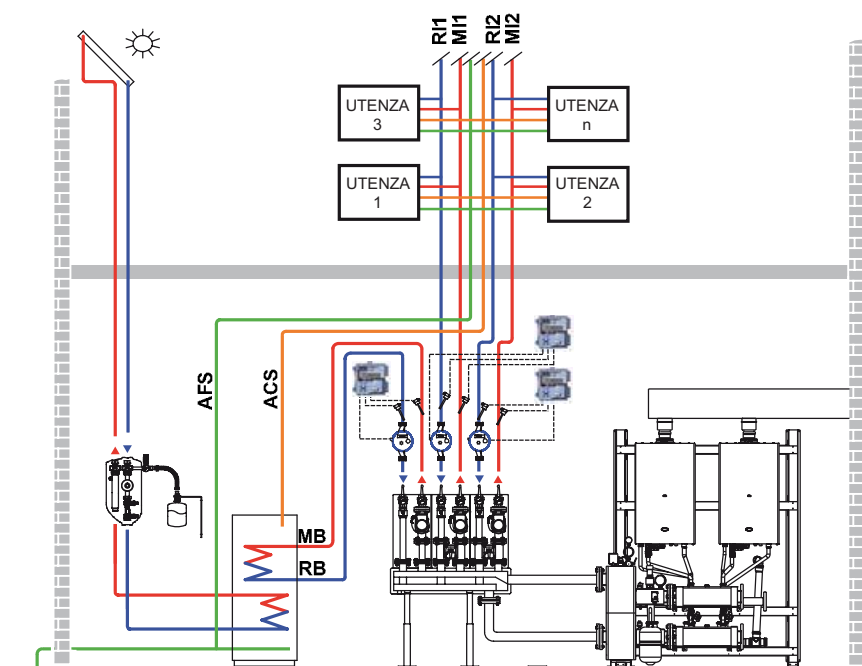 RI1
MI1
RI2
MI2
UTENZA
3
UTENZA
n
UTENZA
1
UTENZA
2
AFS
ACS
MB
RB